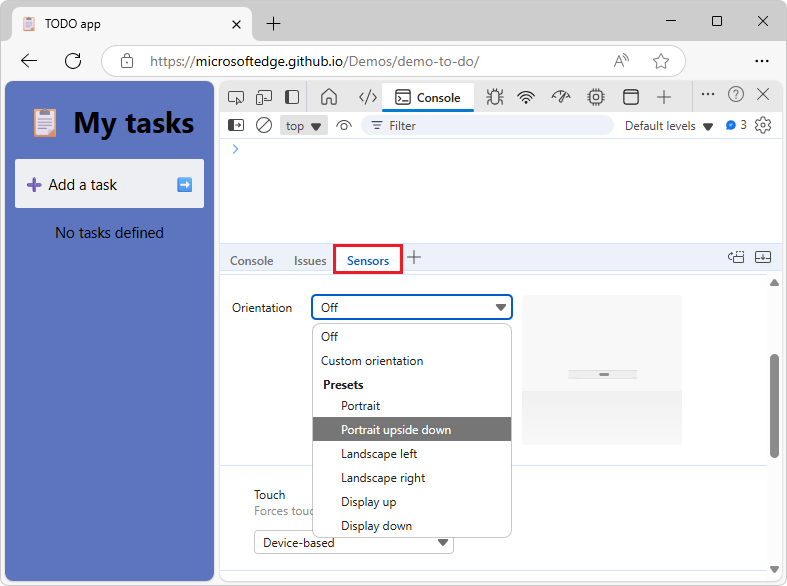 TODO app
https://microsoftedge.github.io/Demos/demo-to-do/
My tasks
Add a task
No tasks defined
Console
top
Filter
Default levels
3
Console
Issues
Sensors
Orientation
Off
Off
Custom orientation
Presets
Portrait
Portrait upside down
Landscape left
Landscape right
Display up
Display down
Touch
Forces
Device-based